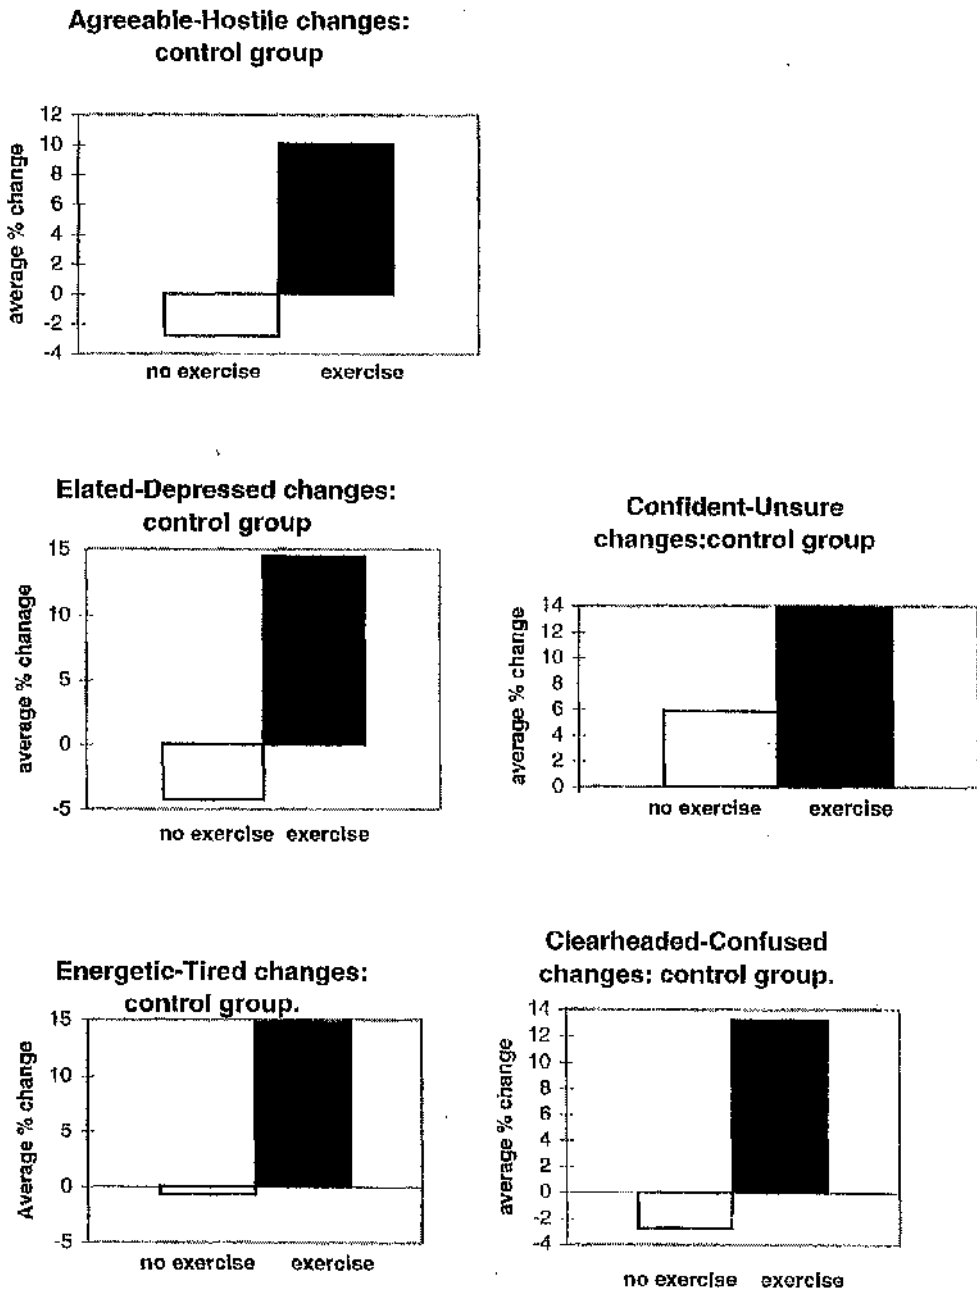 Agreeable-Hostile changes:
control group
12
10
8
6
4
2
0
-2
-4
average % change
no exercise exercise
Elated-Depressed changes:
control group
15
10
5
0
-5
average % chanage
no exercise exercise
Confident-Unsure
changes:control group
14
12
10
8
6
4
2
0
average % change
no exercise exercise
Energetic-Tired changes:
control group.
15
10
5
0
-5
Average % change
no exercise exercise
Clearheaded-Confused
changes: control group.
14
12
10
8
6
4
2
0
-2
-4
average % change
no exercise exercise